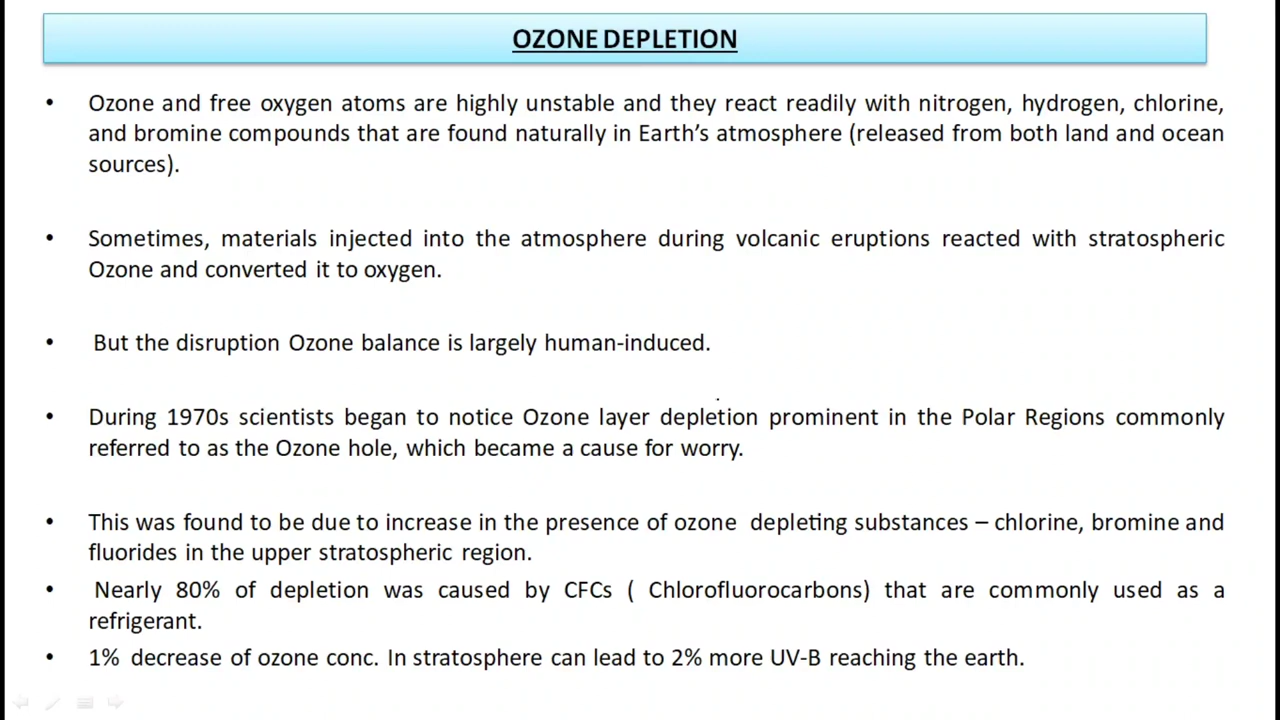 OZONE DEPLETION
• Ozone and free oxygen atoms are highly unstable and they react readily with nitrogen, hydrogen, chlorine,
and bromine compounds that are found naturally in Earth’s atmosphere (released from both land and ocean
sources).
• Sometimes, materials injected into the atmosphere during volcanic eruptions reacted with stratospheric
Ozone and converted it to oxygen.
• But the disruption Ozone balance is largely human-induced.
• During 1970s scientists began to notice Ozone layer depletion prominent in the Polar Regions commonly
referred to as the Ozone hole, which became a cause for worry.
• This was found to be due to increase in the presence of ozone depleting substances – chlorine, bromine and
fluorides in the upper stratospheric region.
• Nearly 80% of depletion was caused by CFCs ( Chlorofluorocarbons) that are commonly used as a
refrigerant.
• 1% decrease of ozone conc. In stratosphere can lead to 2% more UV-B reaching the earth.